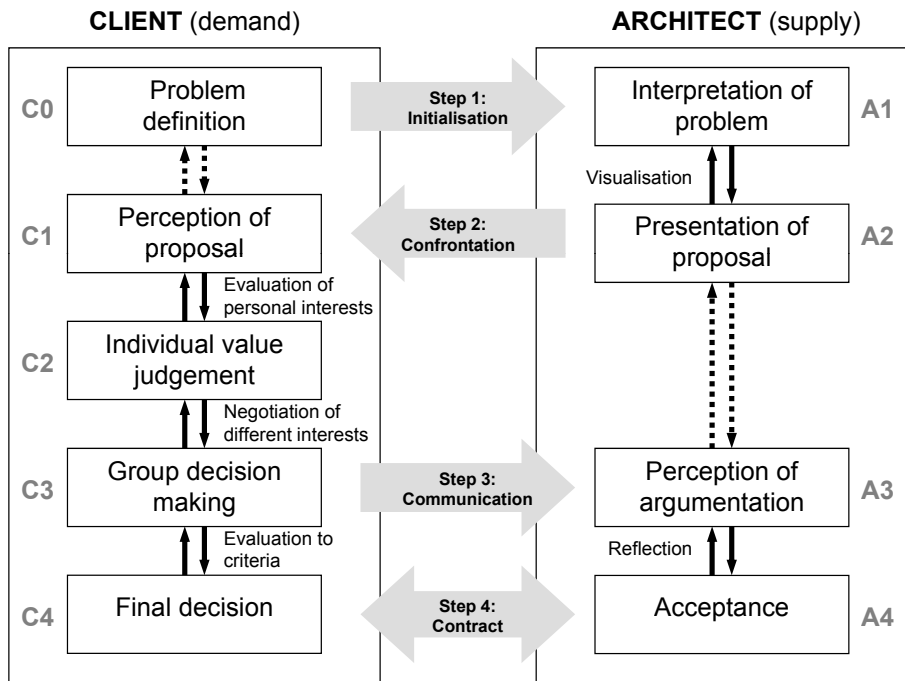 CLIENT (demand)
ARCHITECT (supply)
C0
Problem
definition
Step 1:
Initialisation
Interpretation of
problem
A1
Visualisation
C1
Perception of
proposal
Step 2:
Confrontation
Presentation of
proposal
A2
Evaluation of
personal interests
C2
Individual value
judgement
Negotiation of
different interests
C3
Group decision
making
Step 3:
Communication
Perception of
argumentation
A3
Evaluation to
criteria
Reflection
C4
Final decision
Step 4:
Contract
Acceptance
A4